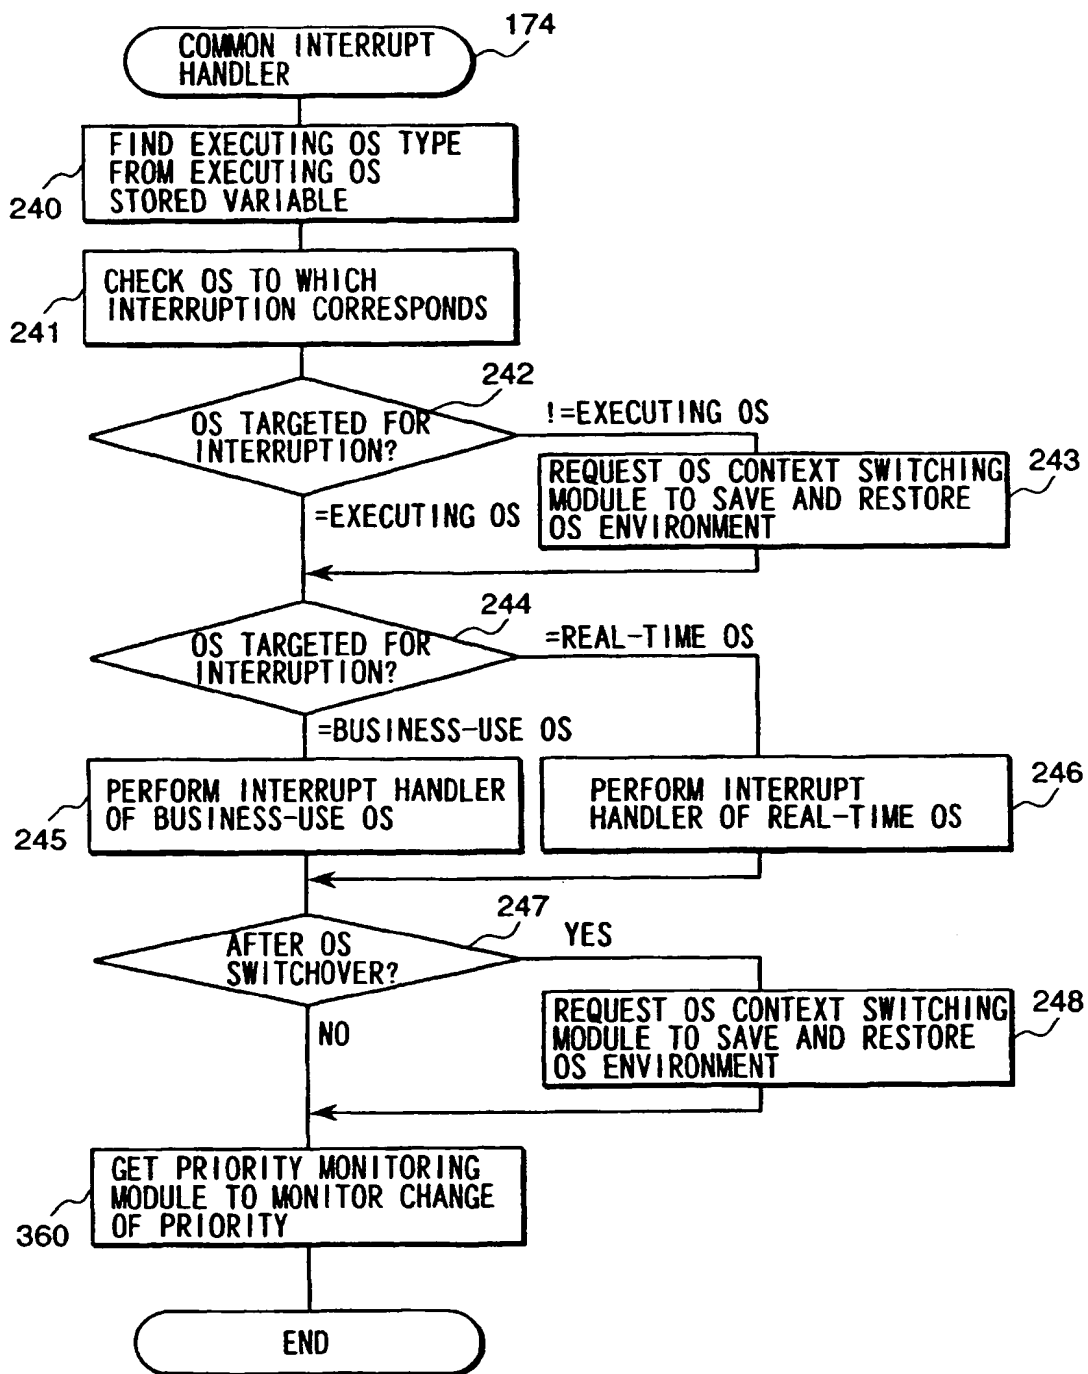 174
COMMON INTERRUPT
HANDLER
FIND EXECUTING OS TYPE
FROM EXECUTING OS
STORED VARIABLE
240
CHECK OS TO WHICH
INTERRUPTION CORRESPONDS
241
242
OS TARGETED FOR
INTERRUPTION?
!=EXECUTING OS
=EXECUTING OS
243
REQUEST OS CONTEXT SWITCHING
MODULE TO SAVE AND RESTORE
OS ENVIRONMENT
244
OS TARGETED FOR
INTERRUPTION?
=REAL-TIME OS
=BUSINESS-USE OS
PERFORM INTERRUPT HANDLER
OF BUSINESS-USE OS
245
246
PERFORM INTERRUPT
HANDLER OF REAL-TIME OS
247
AFTER OS
SWITCHOVER?
YES
NO
248
REQUEST OS CONTEXT SWITCHING
MODULE TO SAVE AND RESTORE
OS ENVIRONMENT
GET PRIORITY MONITORING
MODULE TO MONITOR CHANGE
OF PRIORITY
360
END